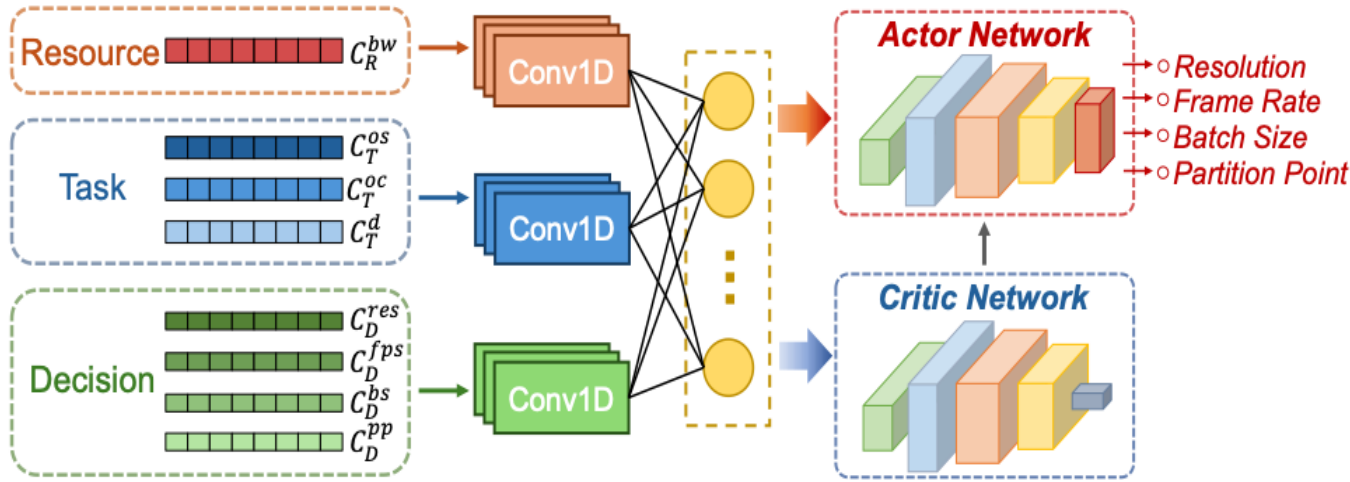 Resource
C_R^{bw}
Conv1D
Task
C_T^{os}
C_T^{oc}
C_T^{d}
Conv1D
Decision
C_D^{res}
C_D^{fps}
C_D^{bs}
C_D^{pp}
Conv1D
Actor Network
Resolution
Frame Rate
Batch Size
Partition Point
Critic Network